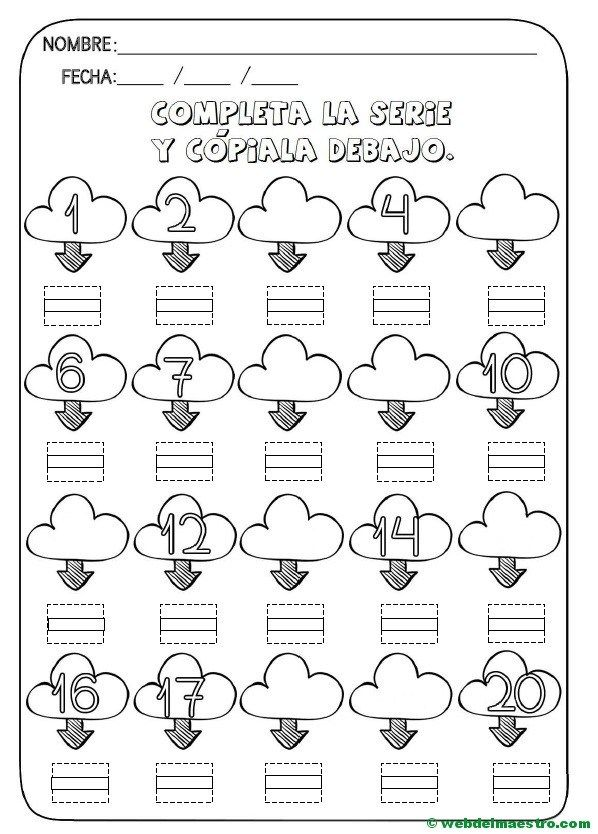 NOMBRE:
FECHA: / /
COMPLETA LA SERIE
Y CÓPIALA DEBAJO.
1 2 4
6 7 10
12 14
16 17 20
© webdelmaestro.com